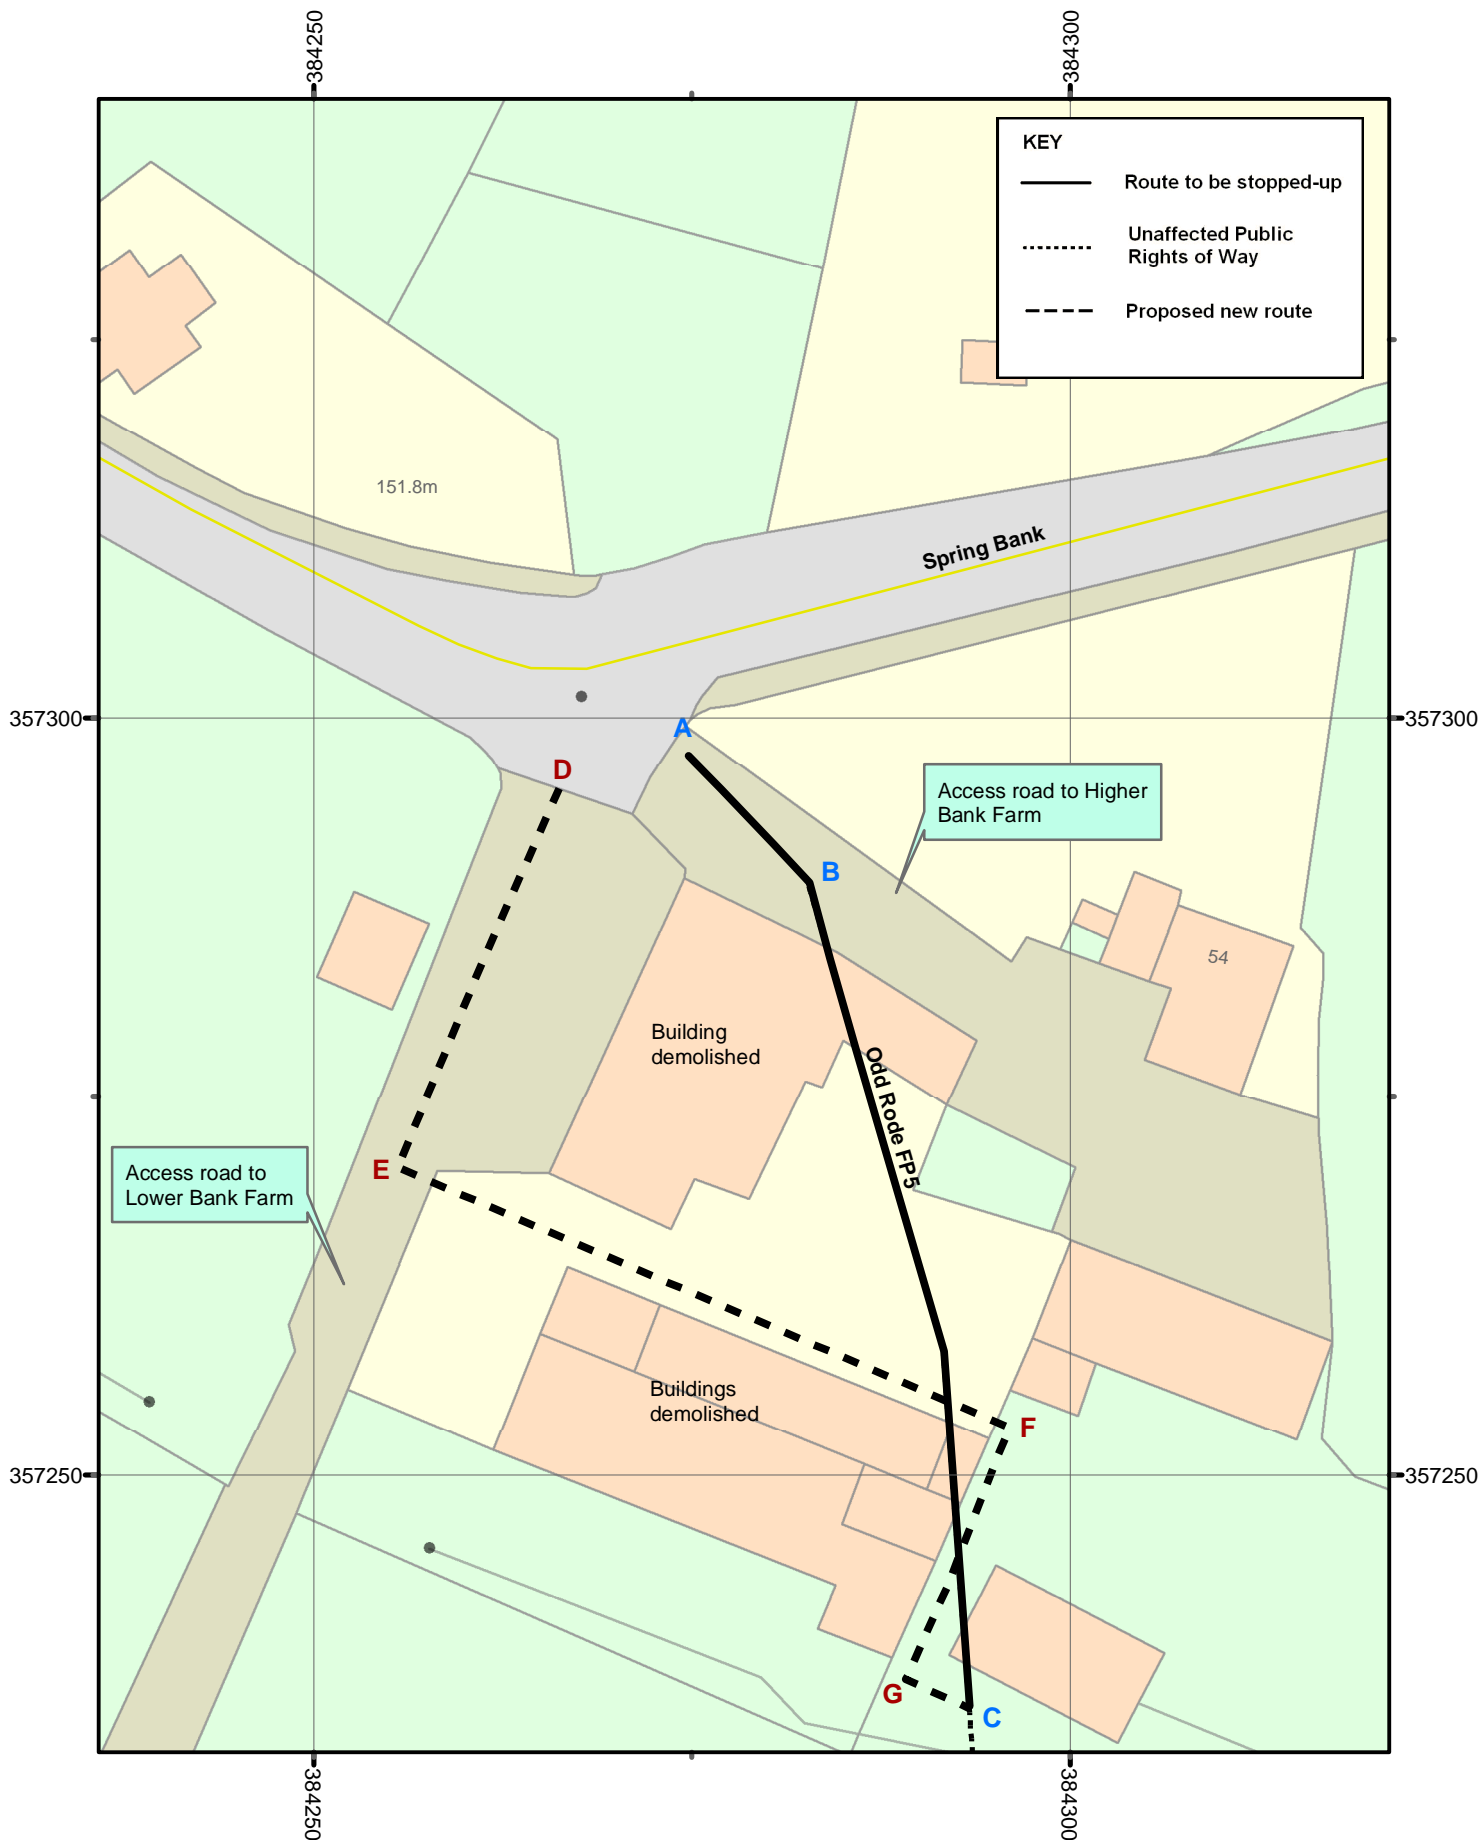 384250
384300
KEY
Route to be stopped-up
Unaffected Public
Rights of Way
Proposed new route
151.8m
Spring Bank
357300
357300
A
D
Access road to Higher
Bank Farm
B
54
Building
demolished
Odd Rode FP5
E
Access road to
Lower Bank Farm
Buildings
demolished
F
357250
357250
G
C
384250
384300